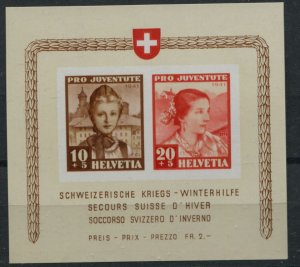 PRO JUVENTUTE
1941
10
+5
HELVETIA
PRO JUVENTUTE
1941
20
+5
HELVETIA
SCHWEIZERISCHE KRIEGS - WINTERHILFE
SECOURS SUISSE D'HIVER
SOCCORSO SVIZZERO D'INVERNO
PREIS - PRIX - PREZZO FR. 2.-